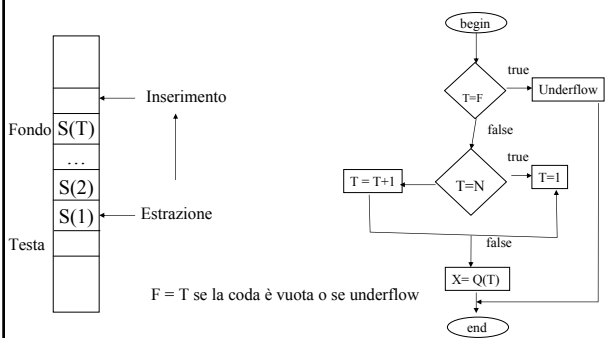 Inserimento
Fondo S(T)
…
S(2)
S(1) Estrazione
Testa
F = T se la coda è vuota o se underflow
begin
T=F
true
Underflow
false
T=N
true
T=1
T = T+1
false
X= Q(T)
end